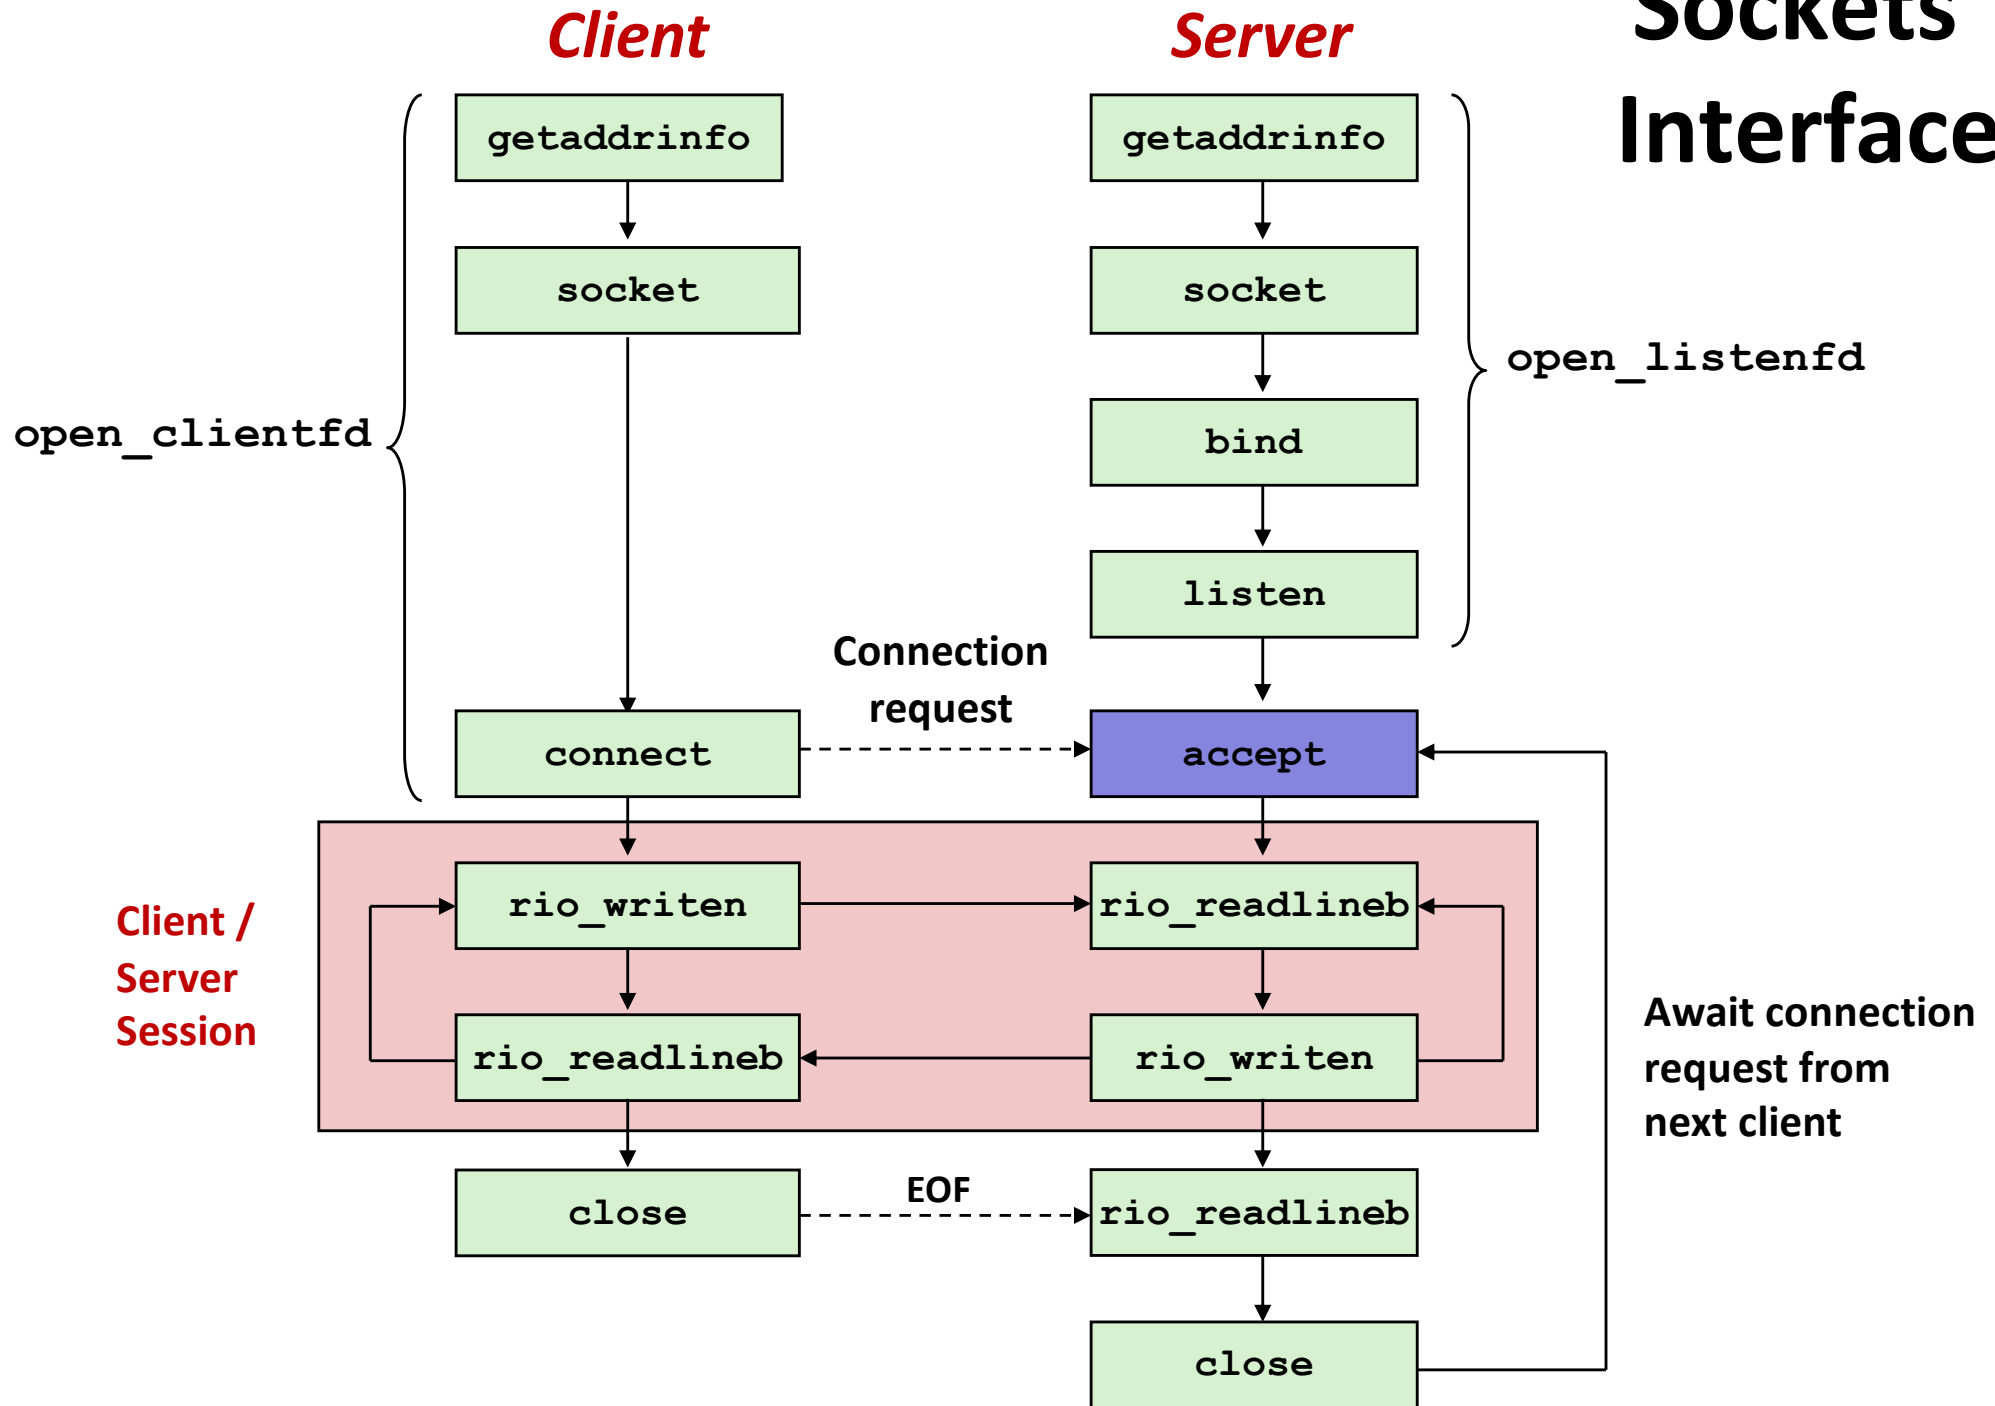 Sockets
Interface
Client
Server
getaddrinfo
getaddrinfo
socket
socket
open_listenfd
open_clientfd
bind
listen
Connection
request
connect
accept
Client /
Server
Session
rio_writen
rio_readlineb
rio_readlineb
rio_writen
Await connection
request from
next client
close
EOF
rio_readlineb
close